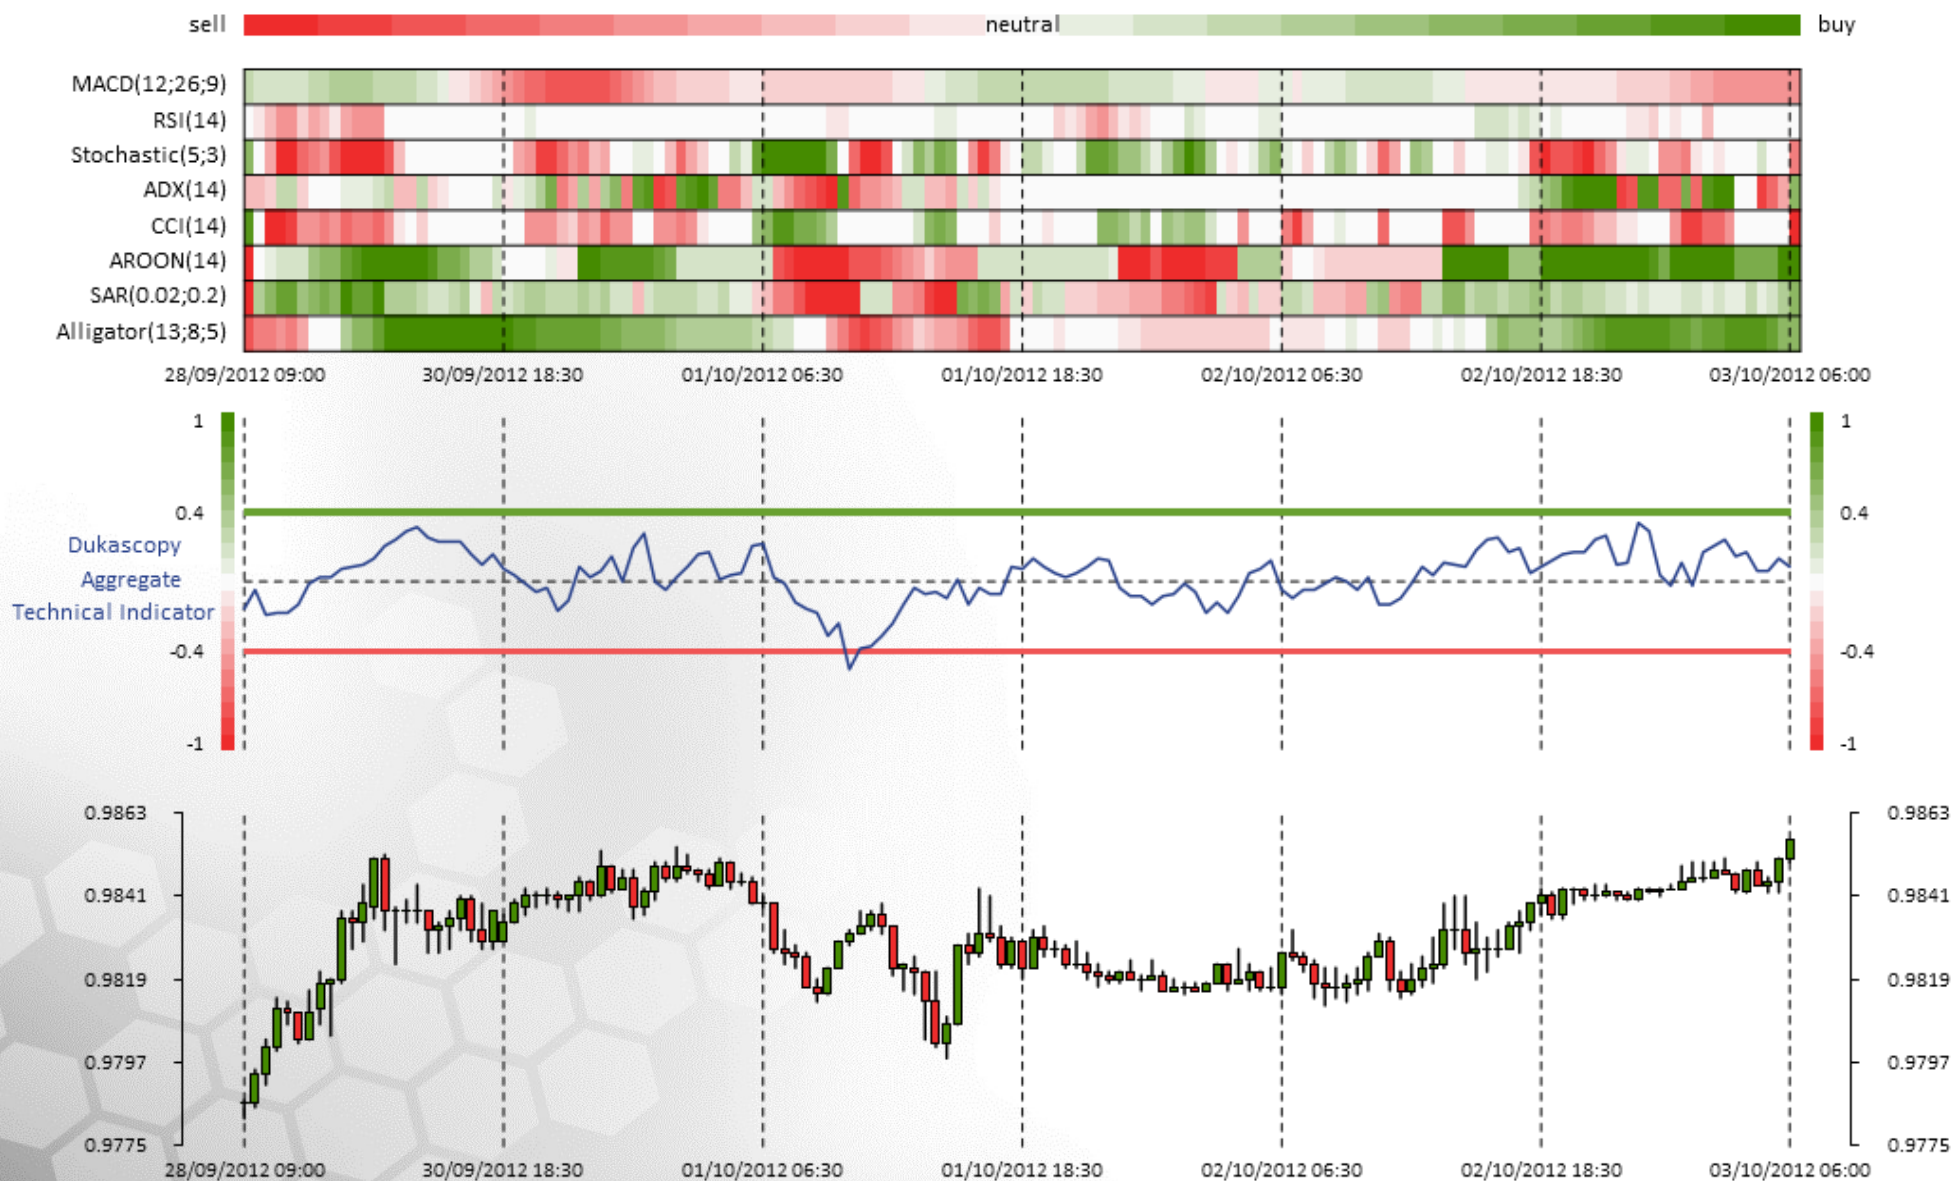 sell neutral buy
MACD(12;26;9)
RSI(14)
Stochastic(5;3)
ADX(14)
CCI(14)
AROON(14)
SAR(0.02;0.2)
Alligator(13;8;5)
28/09/2012 09:00 30/09/2012 18:30 01/10/2012 06:30 01/10/2012 18:30 02/10/2012 06:30 02/10/2012 18:30 03/10/2012 06:00
1 1
0.4 0.4
Dukascopy
Aggregate
Technical Indicator
-0.4 -0.4
-1 -1
0.9863 0.9863
0.9841 0.9841
0.9819 0.9819
0.9797 0.9797
0.9775 0.9775
28/09/2012 09:00 30/09/2012 18:30 01/10/2012 06:30 01/10/2012 18:30 02/10/2012 06:30 02/10/2012 18:30 03/10/2012 06:00